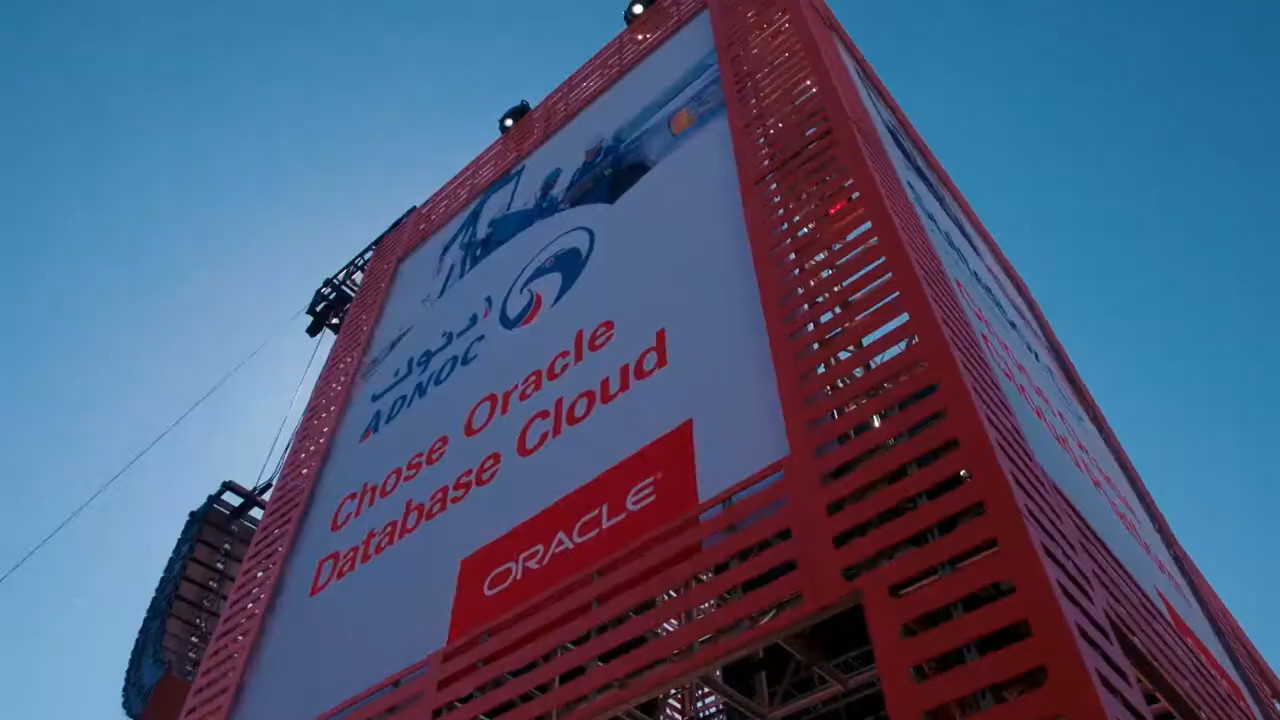 أدنوك
ADNOC
Chose Oracle
Database Cloud
ORACLE